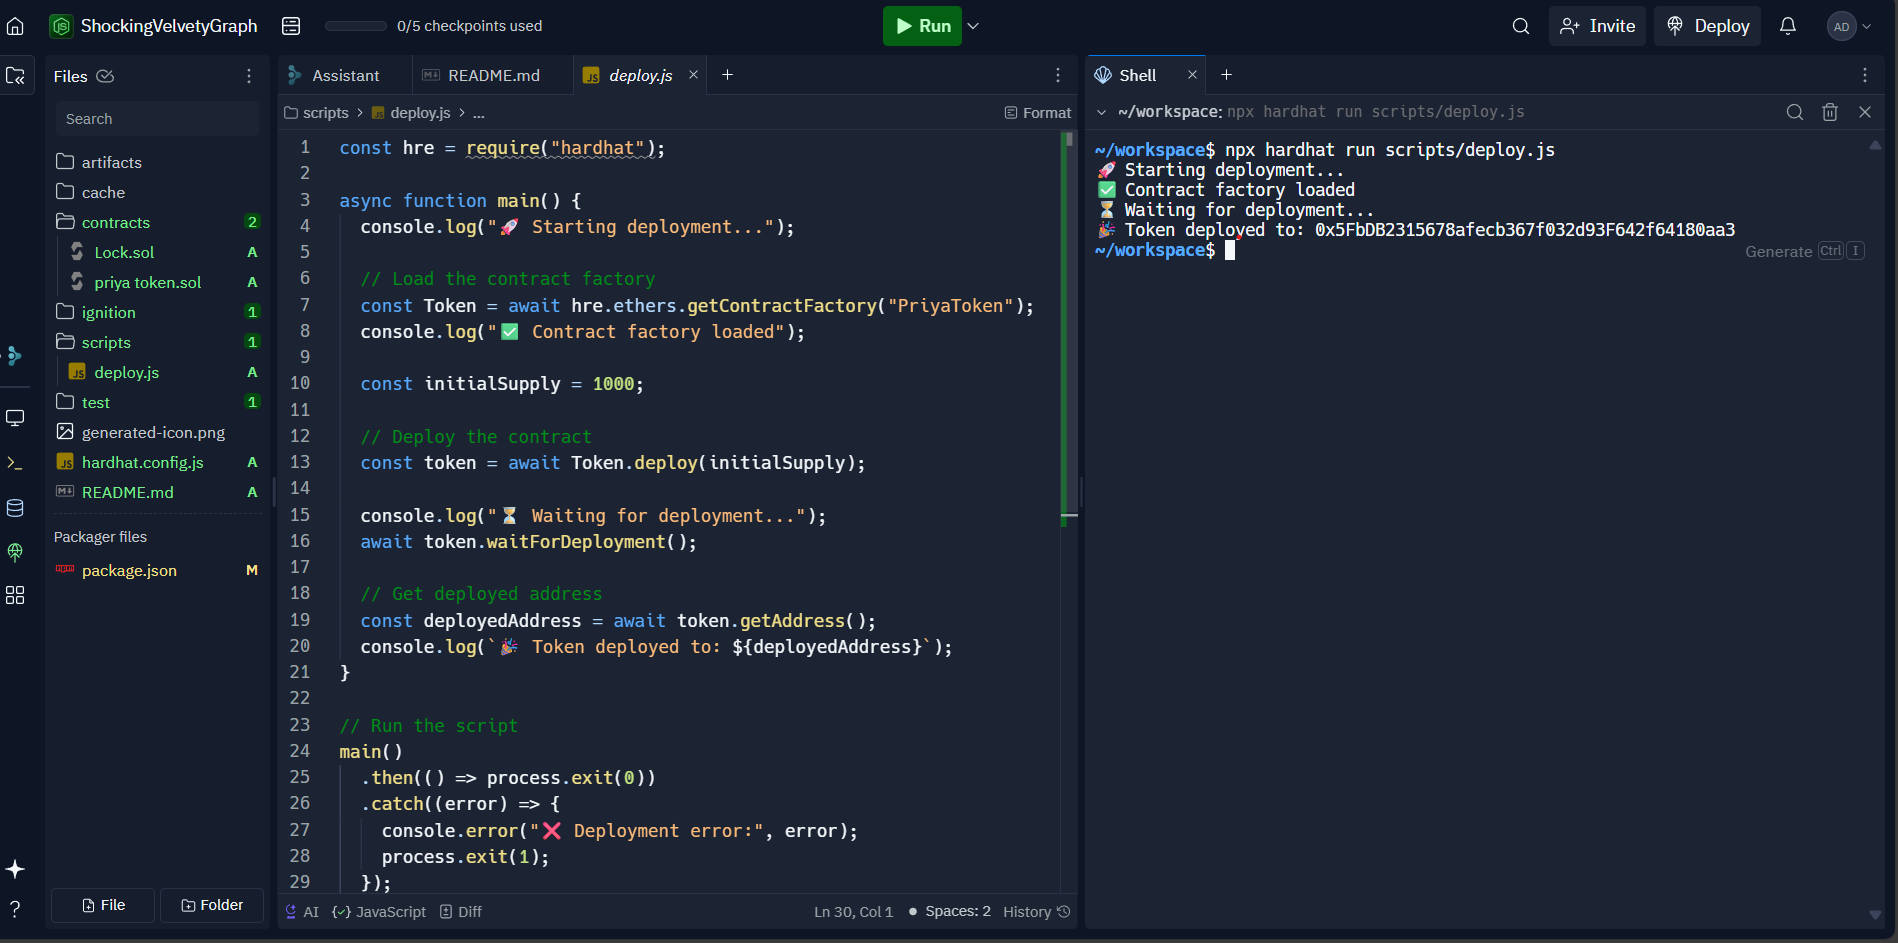 ShockingVelvetyGraph
0/5 checkpoints used
Run
Invite
Deploy
AD
Files
Search
artifacts
cache
contracts 2
Lock.sol A
priya token.sol A
ignition 1
scripts 1
JS deploy.js A
test 1
generated-icon.png
JS hardhat.config.js A
README.md A
Packager files
package.json M
File
Folder
Assistant
README.md
JS deploy.js
scripts > JS deploy.js > ...
Format
1 const hre = require("hardhat");
2
3 async function main() {
4 console.log("🚀 Starting deployment...");
5
6 // Load the contract factory
7 const Token = await hre.ethers.getContractFactory("PriyaToken");
8 console.log("✅ Contract factory loaded");
9
10 const initialSupply = 1000;
11
12 // Deploy the contract
13 const token = await Token.deploy(initialSupply);
14
15 console.log("⏳ Waiting for deployment...");
16 await token.waitForDeployment();
17
18 // Get deployed address
19 const deployedAddress = await token.getAddress();
20 console.log(`🎉 Token deployed to: ${deployedAddress}`);
21 }
22
23 // Run the script
24 main()
25 .then(() => process.exit(0))
26 .catch((error) => {
27 console.error("❌ Deployment error:", error);
28 process.exit(1);
29 });
AI
JavaScript
Diff
Ln 30, Col 1
Spaces: 2
History
Shell
~/workspace: npx hardhat run scripts/deploy.js
~/workspace$ npx hardhat run scripts/deploy.js
🚀 Starting deployment...
✅ Contract factory loaded
⏳ Waiting for deployment...
🎉 Token deployed to: 0x5FbDB2315678afecb367f032d93F642f64180aa3
~/workspace$
Generate Ctrl I